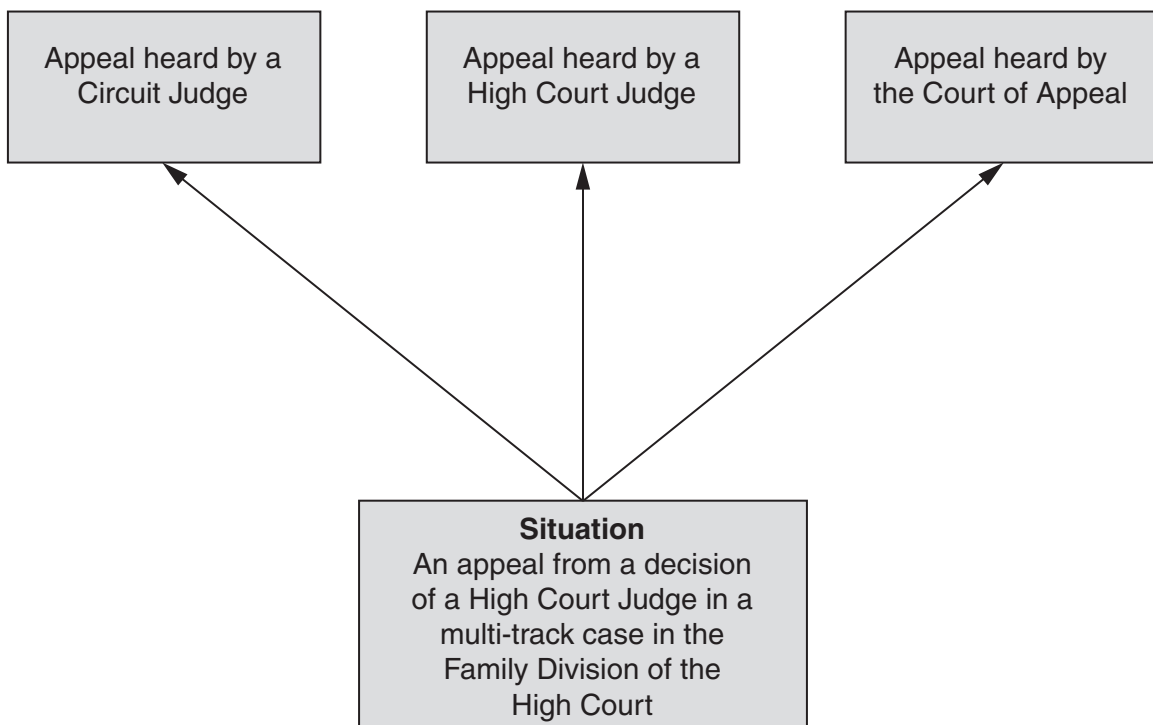 Appeal heard by a
Circuit Judge
Appeal heard by a
High Court Judge
Appeal heard by
the Court of Appeal
Situation
An appeal from a decision
of a High Court Judge in a
multi-track case in the
Family Division of the
High Court